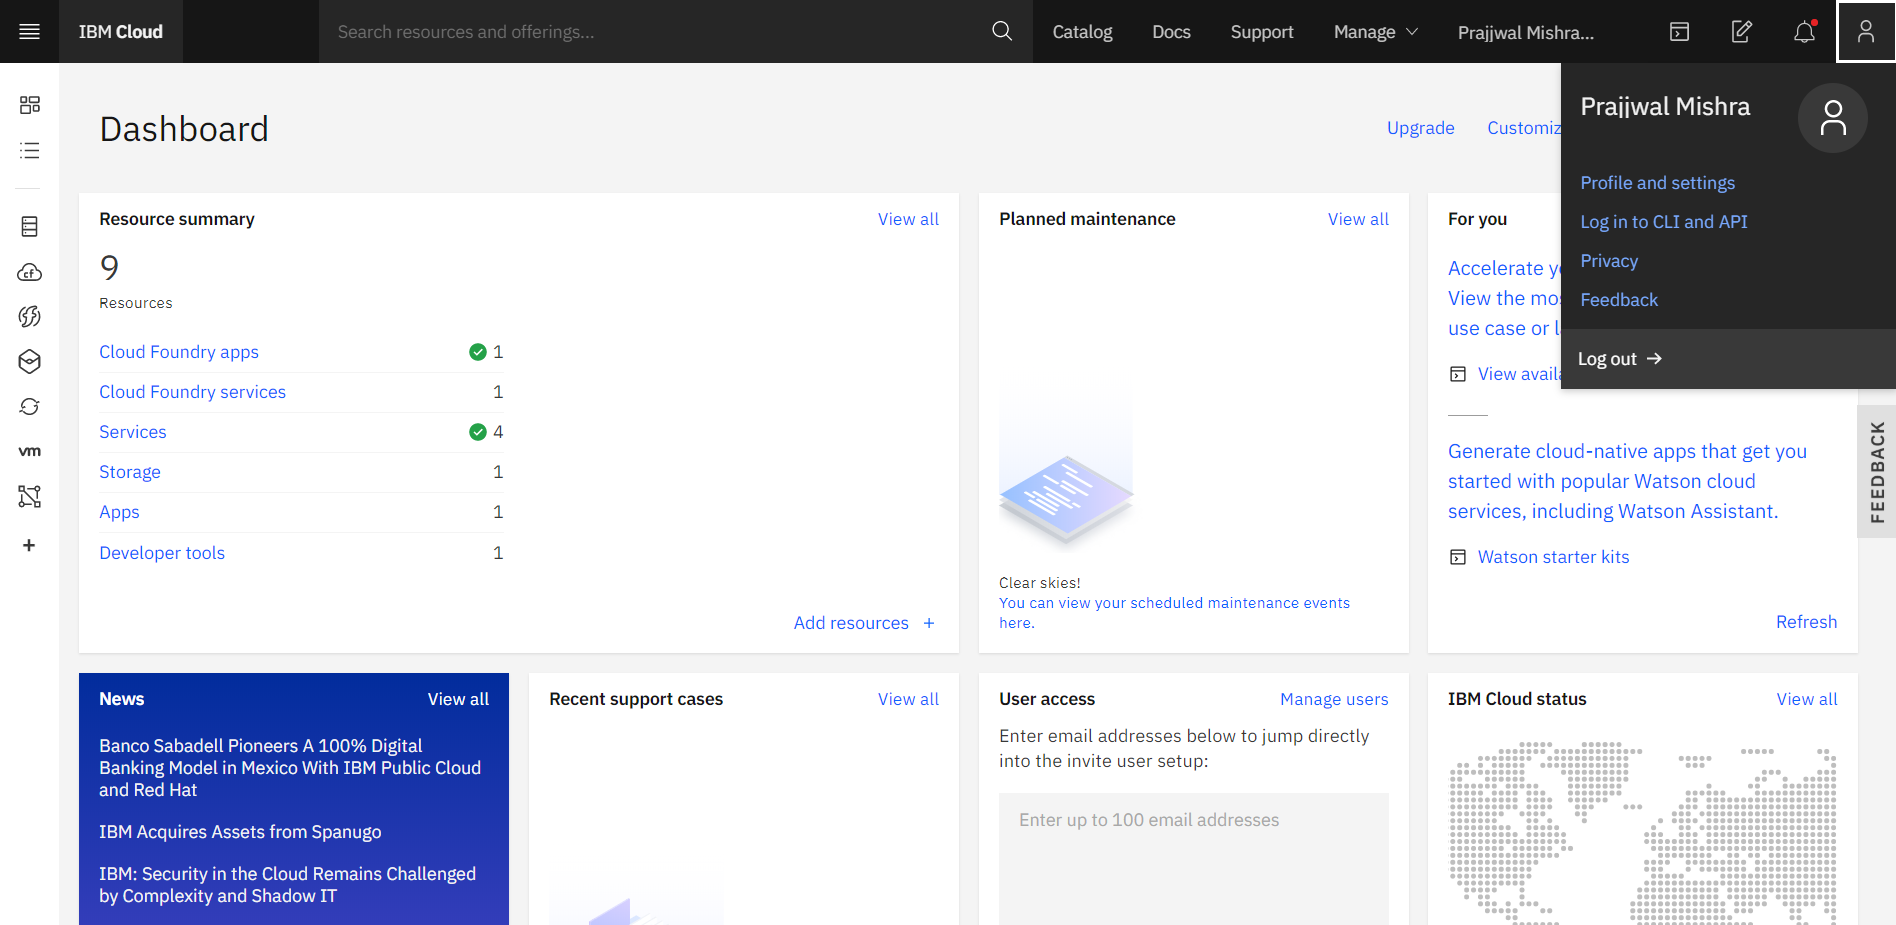 IBM Cloud
Search resources and offerings...
Catalog
Docs
Support
Manage
Prajjwal Mishra...
Prajjwal Mishra
Profile and settings
Log in to CLI and API
Privacy
Feedback
Log out →
Dashboard
Upgrade
Customiz
cf
vm
+
Resource summary
View all
9
Resources
Cloud Foundry apps 1
Cloud Foundry services 1
Services 4
Storage 1
Apps 1
Developer tools 1
Add resources +
Planned maintenance
View all
Clear skies!
You can view your scheduled maintenance events
here.
For you
Accelerate y
View the mos
use case or l
View availa
Generate cloud-native apps that get you
started with popular Watson cloud
services, including Watson Assistant.
Watson starter kits
Refresh
FEEDBACK
News
View all
Banco Sabadell Pioneers A 100% Digital
Banking Model in Mexico With IBM Public Cloud
and Red Hat
IBM Acquires Assets from Spanugo
IBM: Security in the Cloud Remains Challenged
by Complexity and Shadow IT
Recent support cases
View all
User access
Manage users
Enter email addresses below to jump directly
into the invite user setup:
Enter up to 100 email addresses
IBM Cloud status
View all